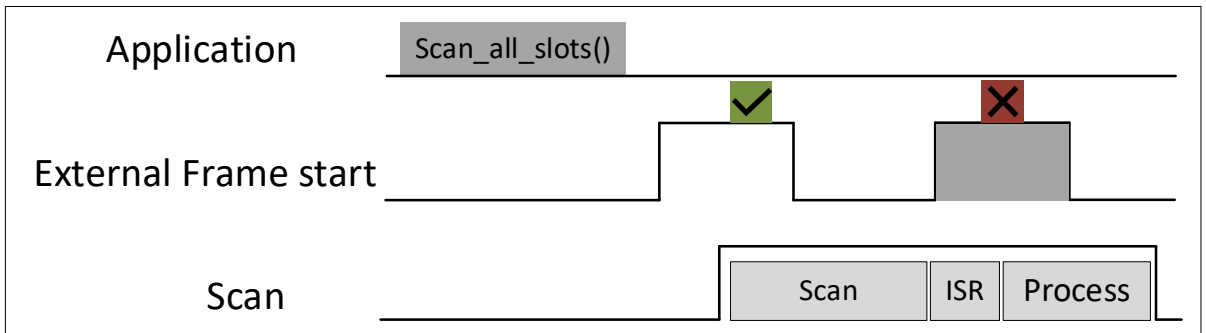 Application
Scan_all_slots()
External Frame start
Scan
Scan
ISR
Process